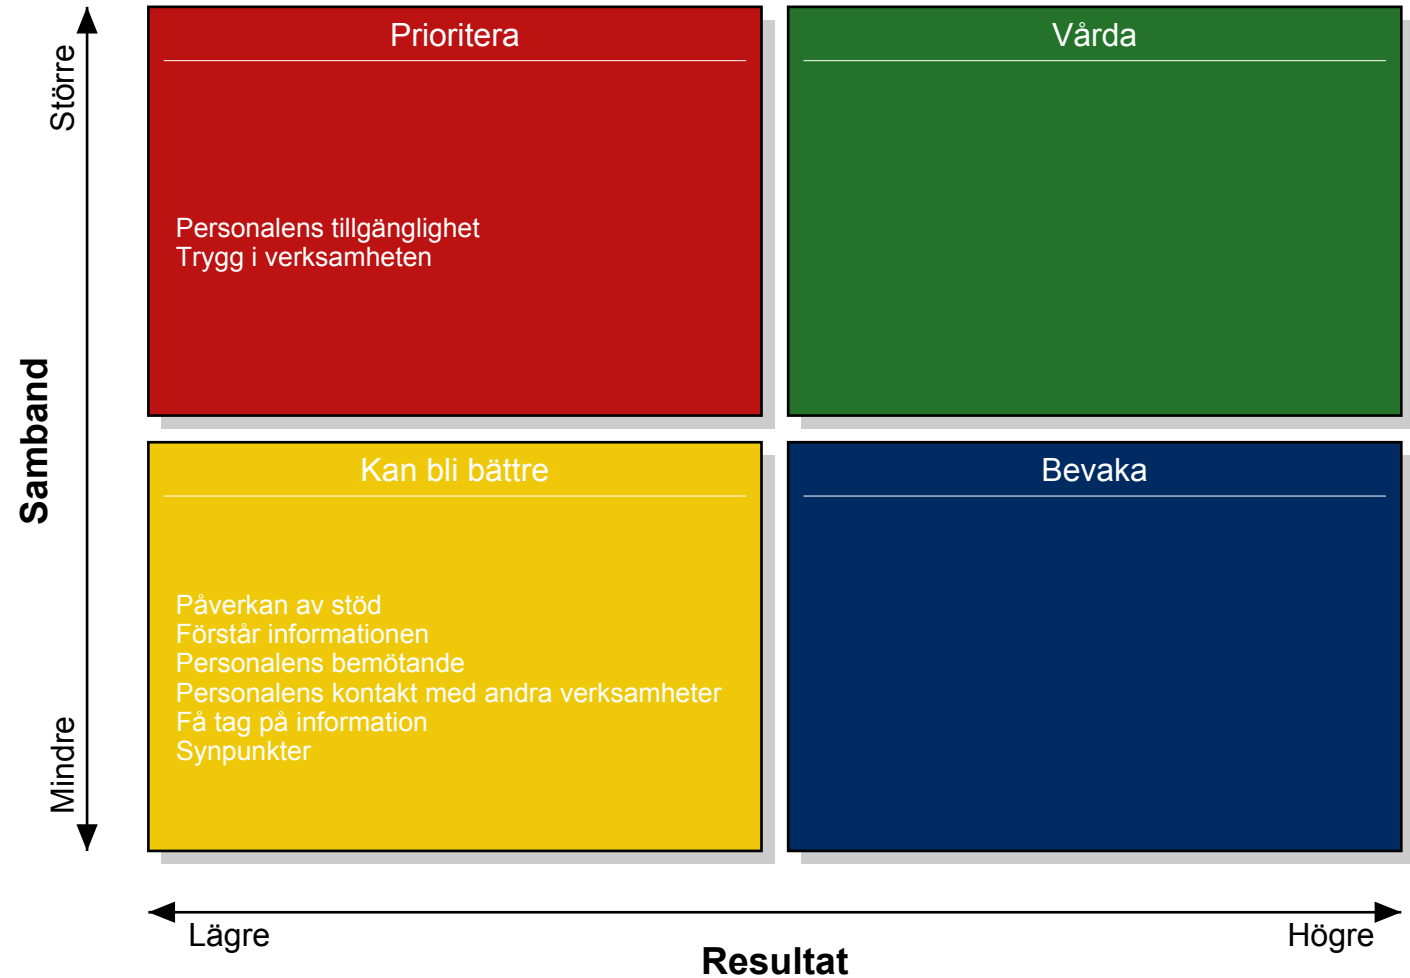 Större
Samband
Mindre
Prioritera
Personalens tillgänglighet
Trygg i verksamheten
Vårda
Kan bli bättre
Påverkan av stöd
Förstår informationen
Personalens bemötande
Personalens kontakt med andra verksamheter
Få tag på information
Synpunkter
Bevaka
Lägre
Högre
Resultat